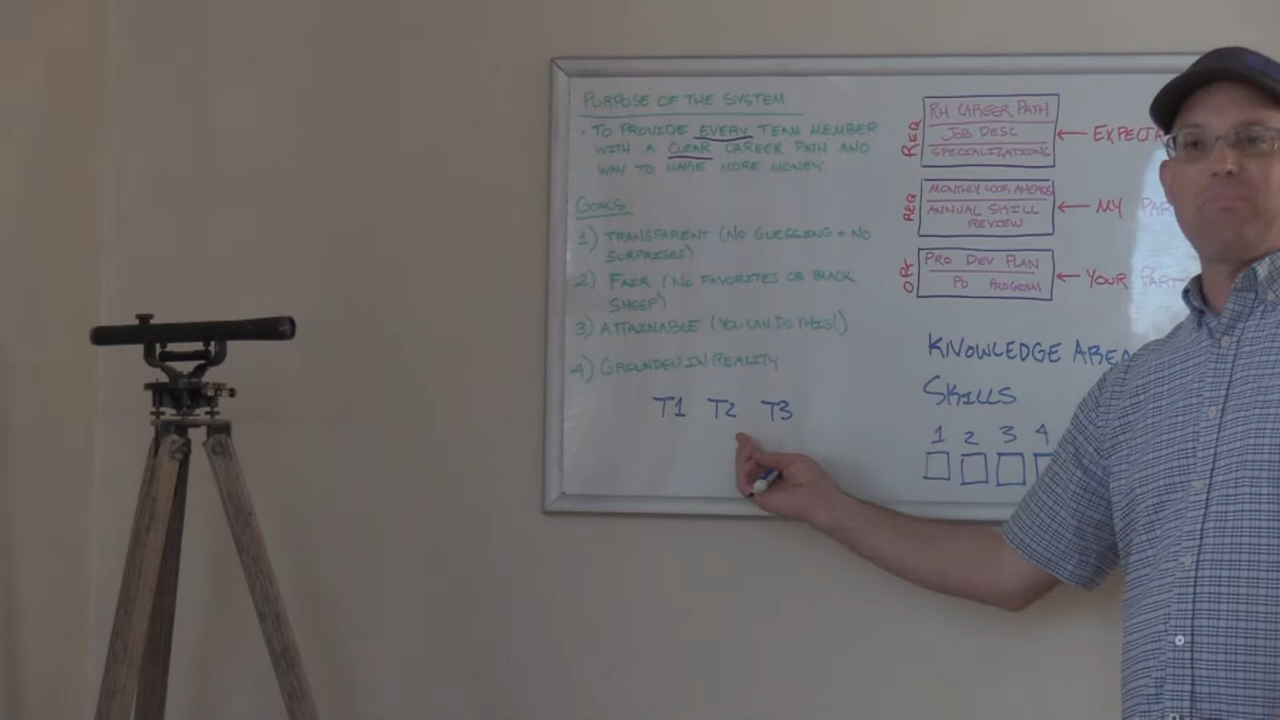 PURPOSE OF THE SYSTEM
• TO PROVIDE EVERY TEAM MEMBER
WITH A CLEAR CAREER PATH AND
WAY TO MAKE MORE MONEY.
GOALS
1) TRANSPARENT (NO GUESSING + NO
SURPRISES)
2) FAIR (NO FAVORITES OR BLACK
SHEEP)
3) ATTAINABLE (YOU CAN DO THIS!)
4) GROUNDED IN REALITY
T1 T2 T3
REQ
RH CAREER PATH
JOB DESC
SPECIALIZATIONS
← EXPECTA
REQ
MONTHLY LOOK AHEADS
ANNUAL SKILL
REVIEW
← MY PAR
OPT
PRO DEV PLAN
PD PROGRAM
← YOUR PART
KNOWLEDGE AREA
SKILLS
1 2 3 4